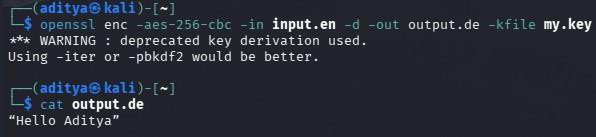 ┌──(aditya㉿kali)-[~]
└─$ openssl enc -aes-256-cbc -in input.en -d -out output.de -kfile my.key
*** WARNING : deprecated key derivation used.
Using -iter or -pbkdf2 would be better.
┌──(aditya㉿kali)-[~]
└─$ cat output.de
“Hello Aditya”